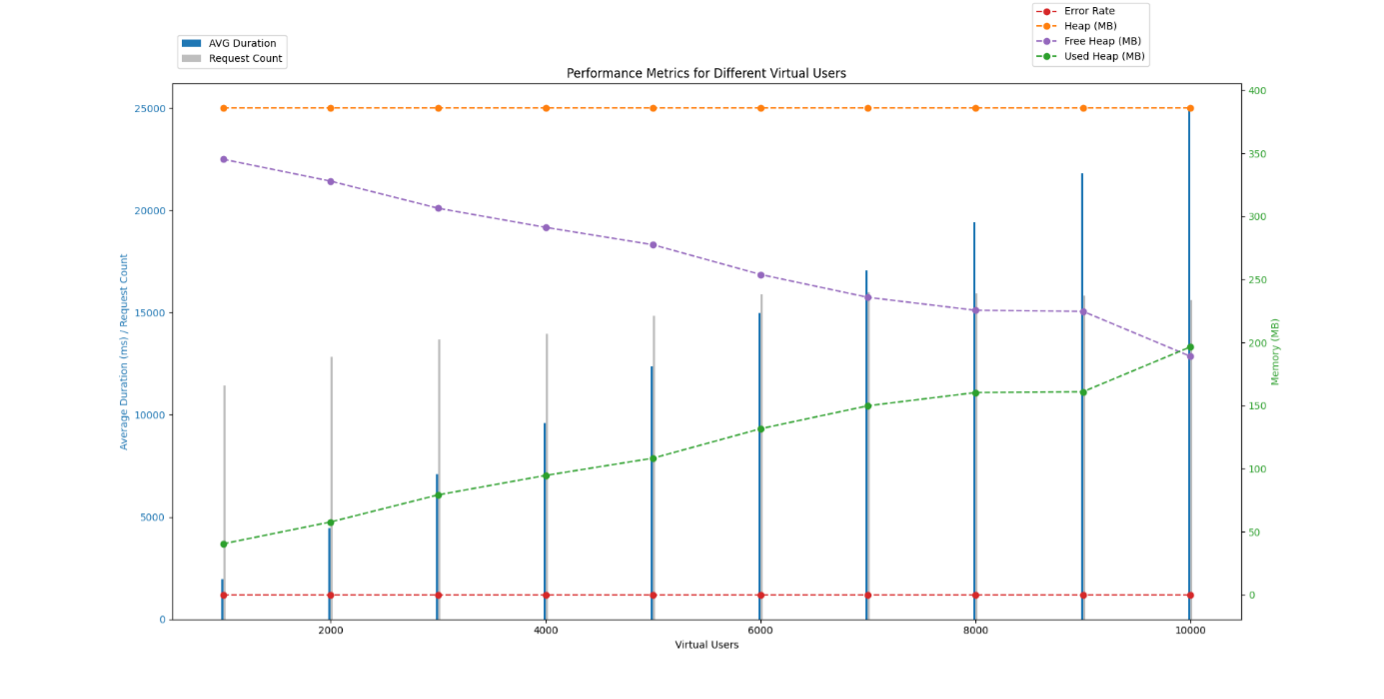 Error Rate
Heap (MB)
Free Heap (MB)
Used Heap (MB)
AVG Duration
Request Count
Performance Metrics for Different Virtual Users
25000
20000
15000
10000
5000
0
Average Duration (ms) / Request Count
400
350
300
250
200
150
100
50
0
Memory (MB)
2000
4000
6000
8000
10000
Virtual Users